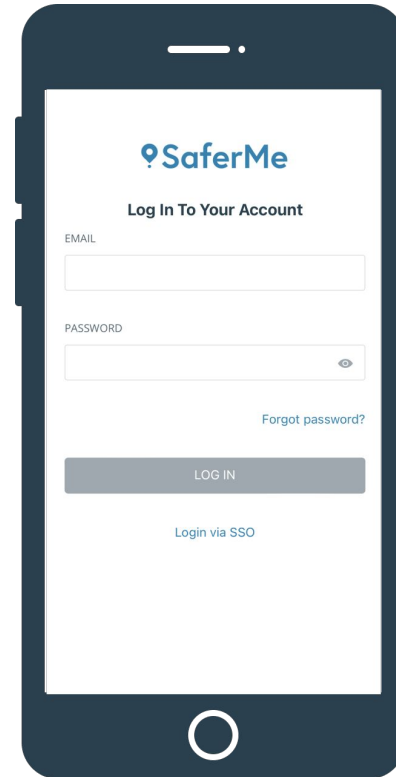 SaferMe
Log In To Your Account
EMAIL
PASSWORD
Forgot password?
LOG IN
Login via SSO